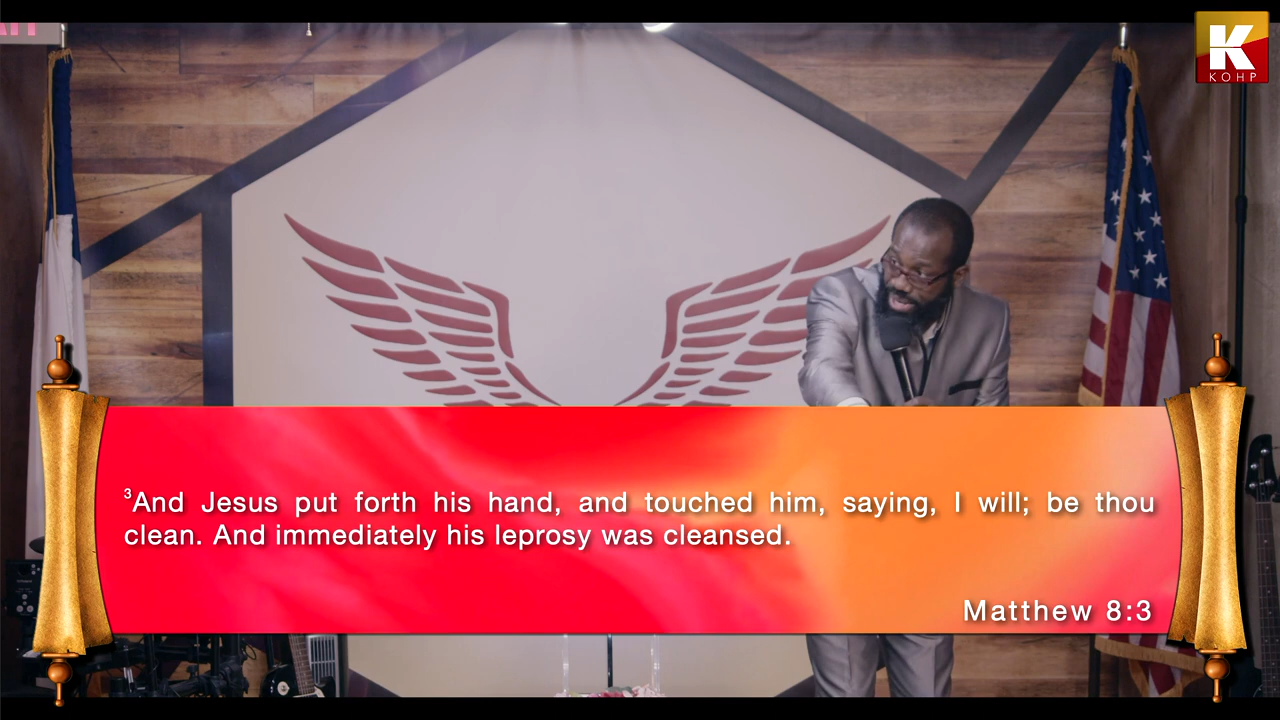 K
KOHP
³And Jesus put forth his hand, and touched him, saying, I will; be thou
clean. And immediately his leprosy was cleansed.
Matthew 8:3